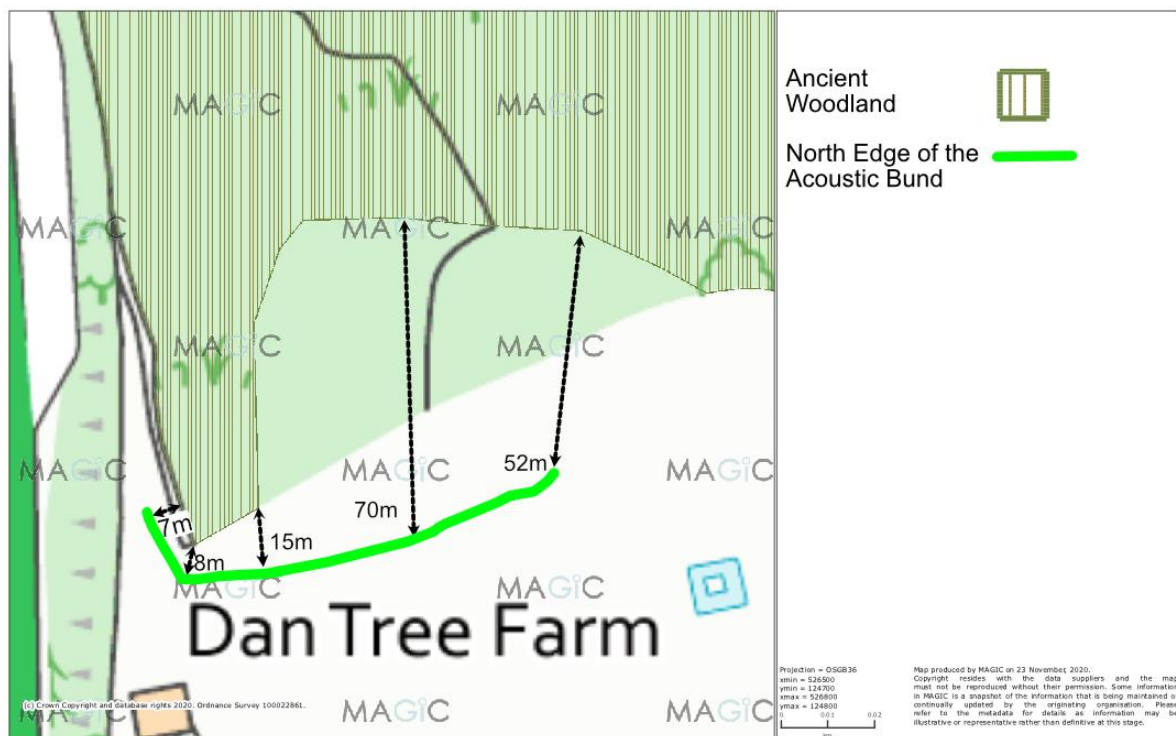 MAGiC MAGiC
MAGiC MAGiC MAGiC
MAGiC MAGiC
MAGiC MAGiC MAGiC
MAGiC MAGiC
MAGiC MAGiC
52m
70m
7m
15m
8m
Dan Tree Farm
(c) Crown Copyright and database rights 2020. Ordnance Survey 100022861.
Ancient
Woodland
North Edge of the
Acoustic Bund
Projection = OSGB36
xmin = 526500
ymin = 124700
xmax = 526800
ymax = 124800
0 0.01 0.02
km
Map produced by MAGIC on 23 November, 2020.
Copyright resides with the data suppliers and the map
must not be reproduced without their permission. Some information
in MAGIC is a snapshot of the information that is being maintained or
continually updated by the originating organisation. Please
refer to the metadata for details as information may be
illustrative or representative rather than definitive at this stage.